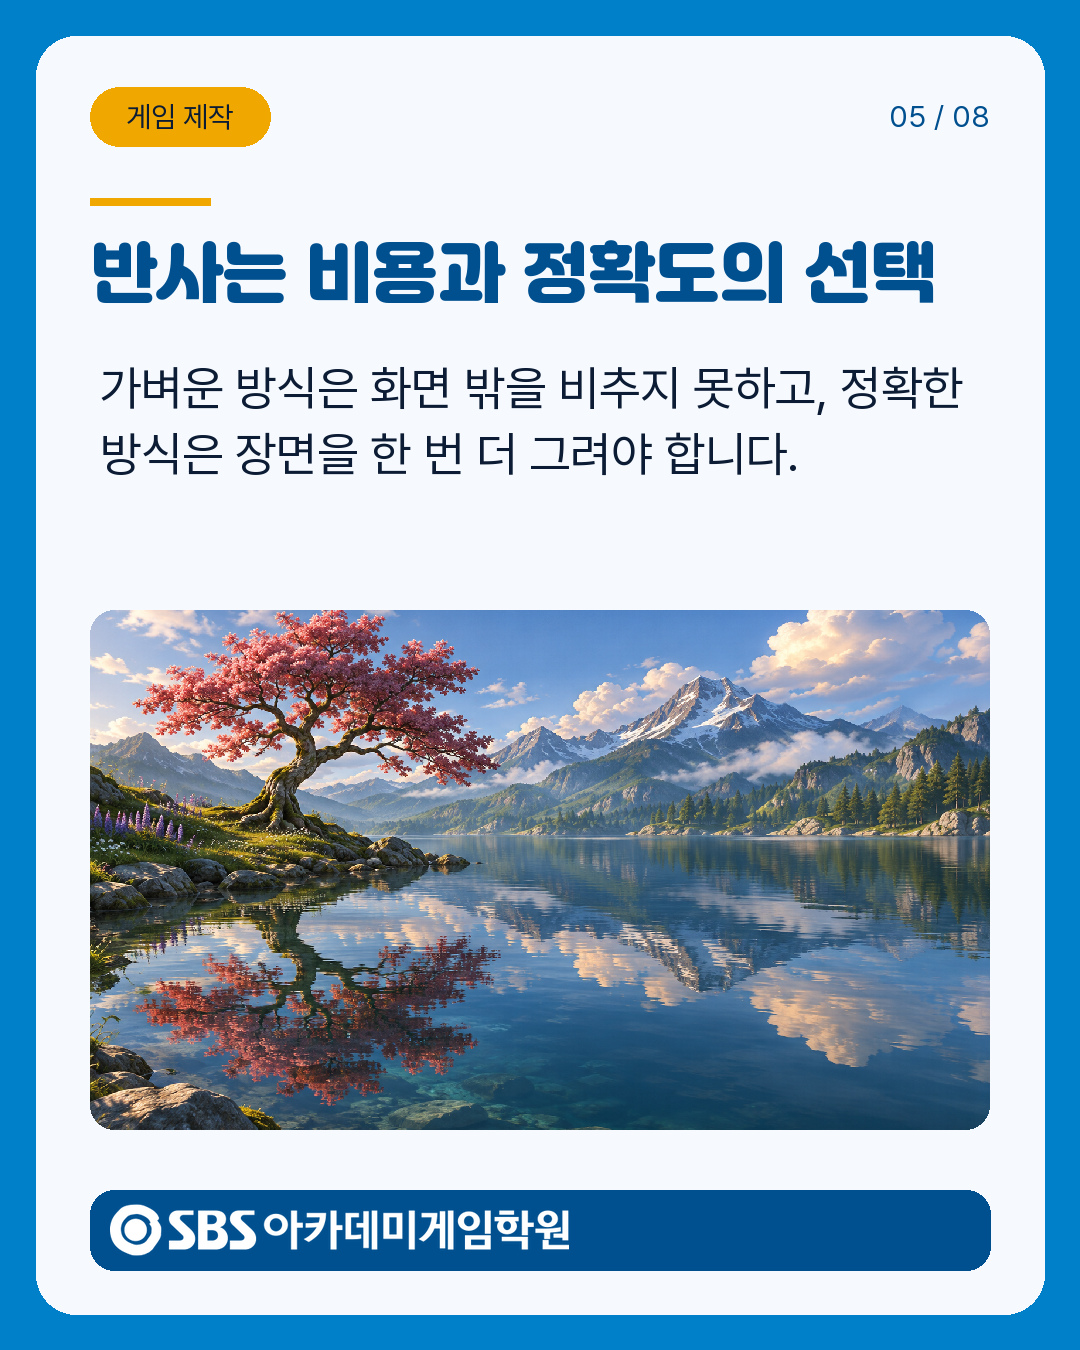 게임 제작
05 / 08
반사는 비용과 정확도의 선택
가벼운 방식은 화면 밖을 비추지 못하고, 정확한
방식은 장면을 한 번 더 그려야 합니다.
SBS 아카데미게임학원